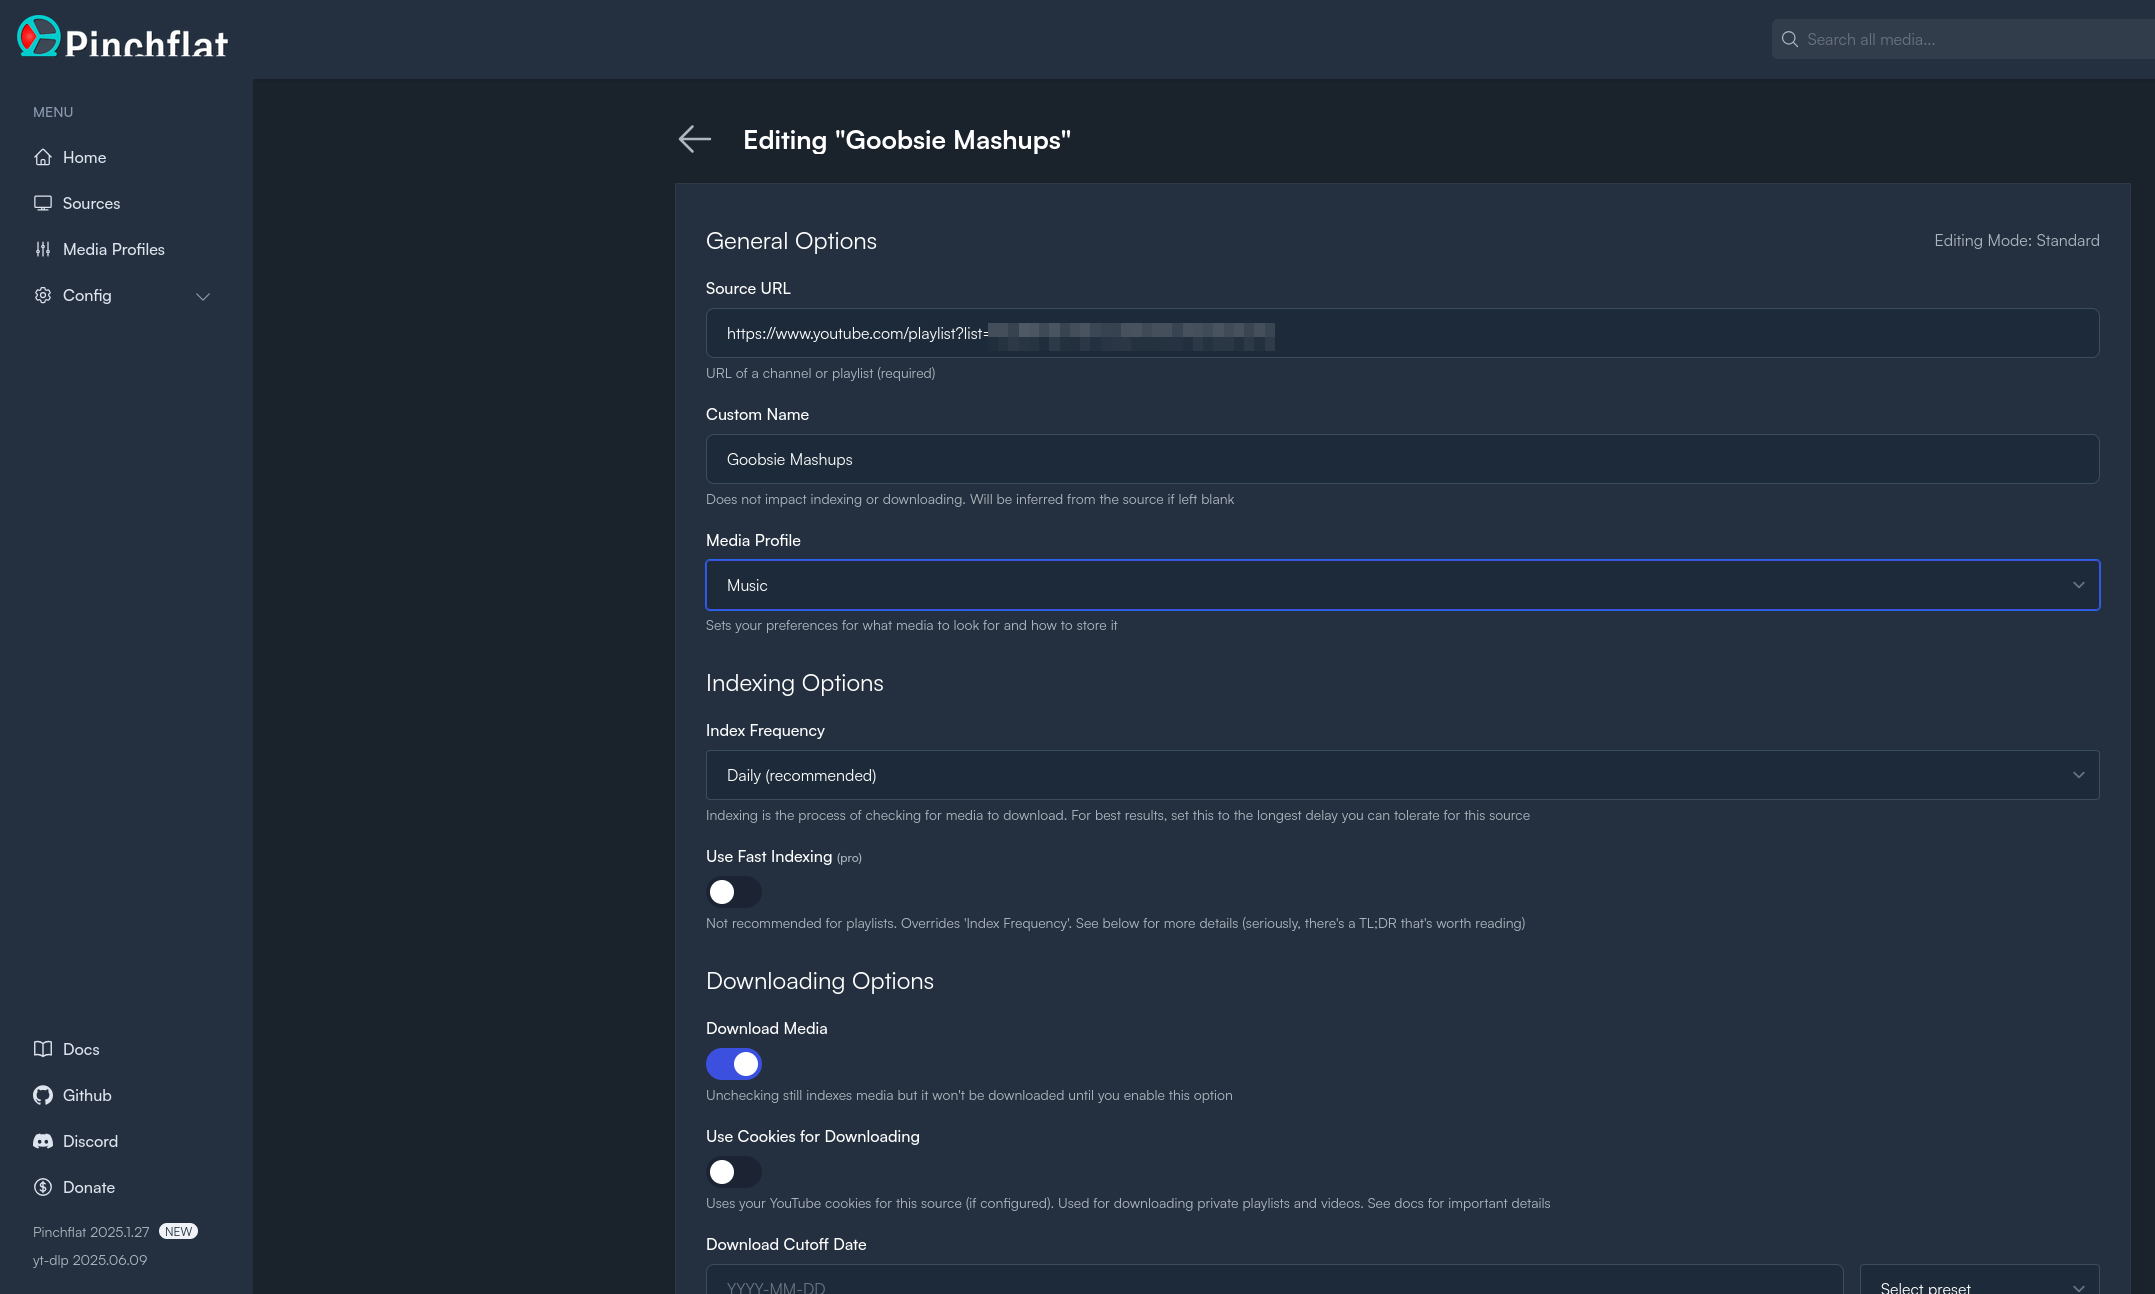 Pinchflat
Search all media...
MENU
Home
Sources
Media Profiles
Config
Docs
Github
Discord
Donate
Pinchflat 2025.1.27 NEW
yt-dlp 2025.06.09
Editing "Goobsie Mashups"
General Options
Editing Mode: Standard
Source URL
https://www.youtube.com/playlist?list=
URL of a channel or playlist (required)
Custom Name
Goobsie Mashups
Does not impact indexing or downloading. Will be inferred from the source if left blank
Media Profile
Music
Sets your preferences for what media to look for and how to store it
Indexing Options
Index Frequency
Daily (recommended)
Indexing is the process of checking for media to download. For best results, set this to the longest delay you can tolerate for this source
Use Fast Indexing (pro)
Not recommended for playlists. Overrides 'Index Frequency'. See below for more details (seriously, there's a TL;DR that's worth reading)
Downloading Options
Download Media
Unchecking still indexes media but it won't be downloaded until you enable this option
Use Cookies for Downloading
Uses your YouTube cookies for this source (if configured). Used for downloading private playlists and videos. See docs for important details
Download Cutoff Date
YYYY-MM-DD
Select preset